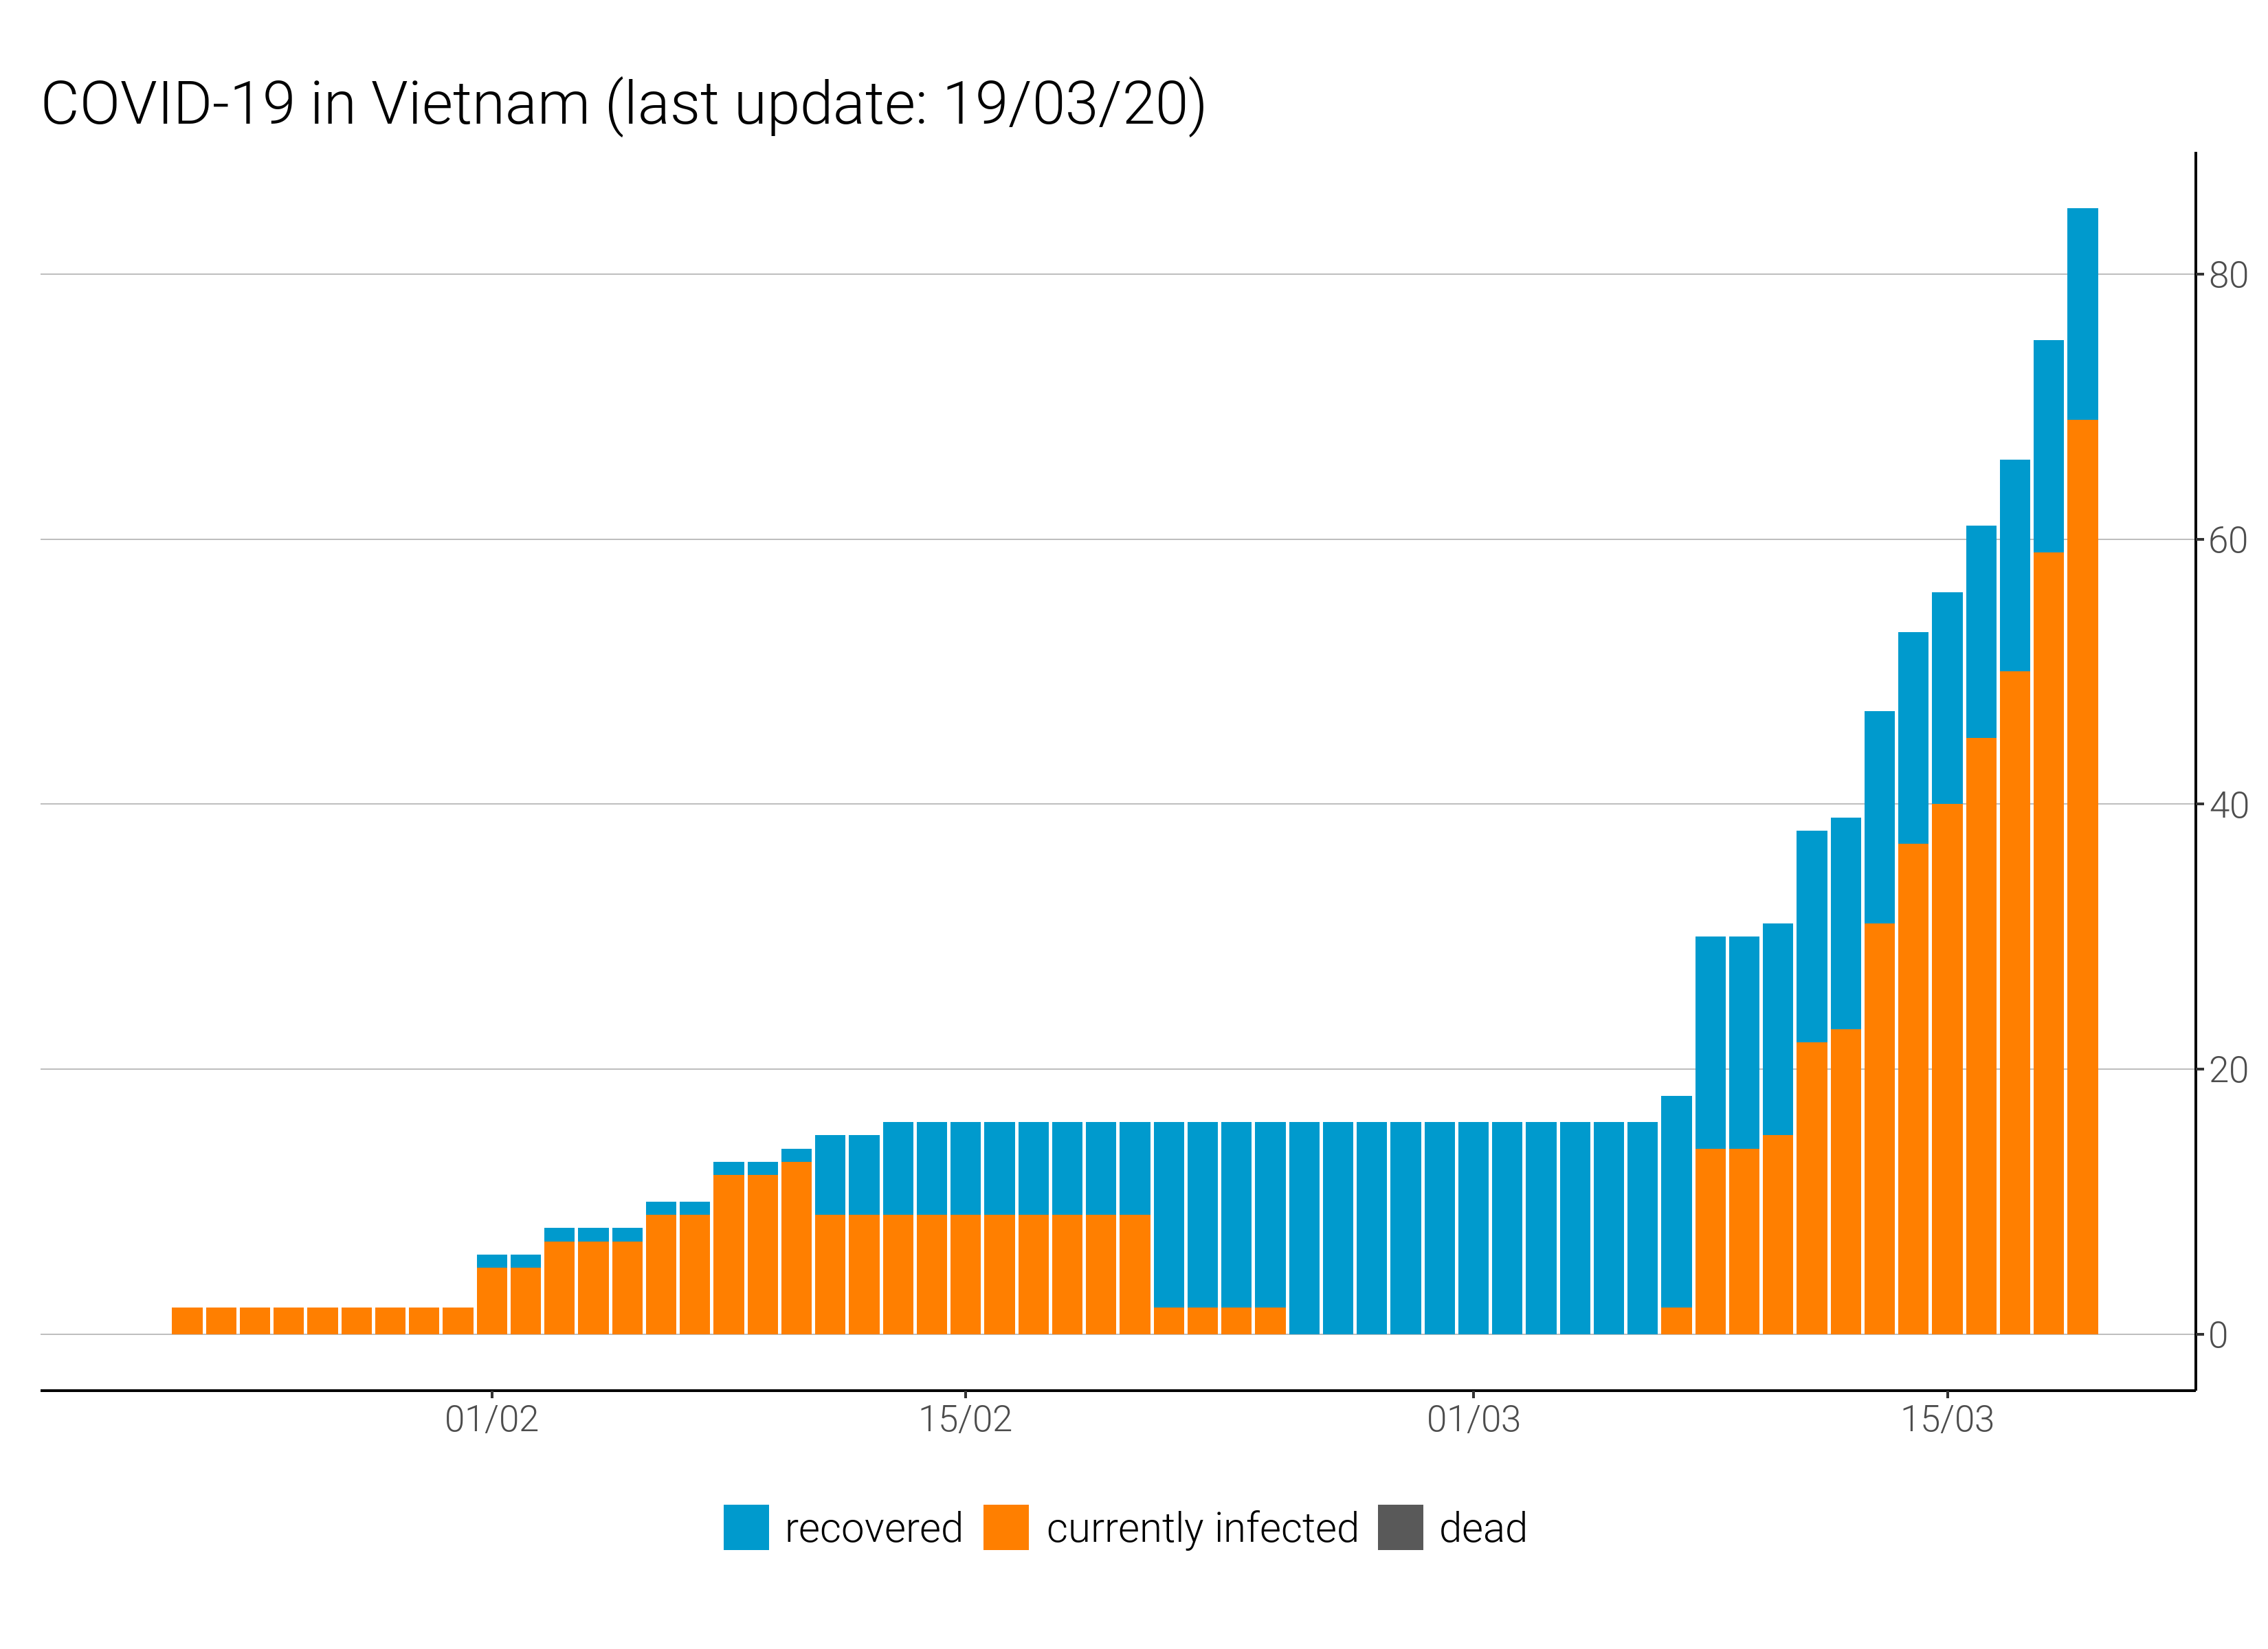 COVID-19 in Vietnam (last update: 19/03/20)
80
60
40
20
0
01/02 15/02 01/03 15/03
recovered currently infected dead